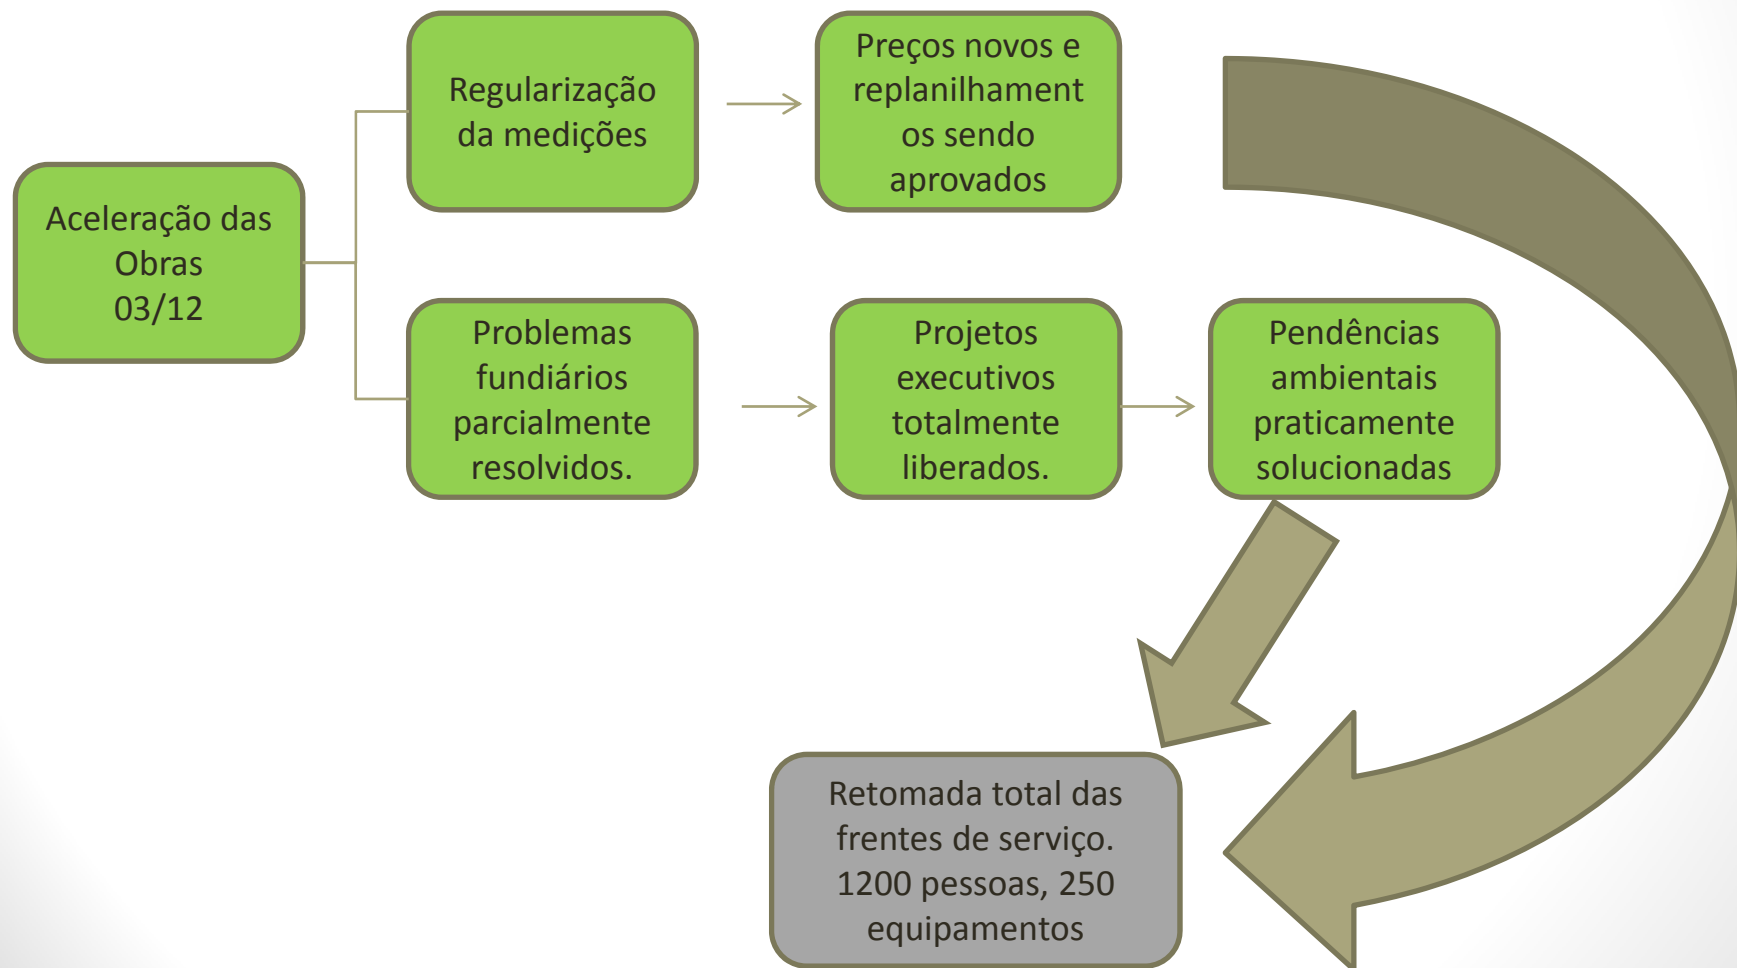 Aceleração das
Obras
03/12
Regularização
da medições
Preços novos e
replanilhament
os sendo
aprovados
Problemas
fundiários
parcialmente
resolvidos.
Projetos
executivos
totalmente
liberados.
Pendências
ambientais
praticamente
solucionadas
Retomada total das
frentes de serviço.
1200 pessoas, 250
equipamentos